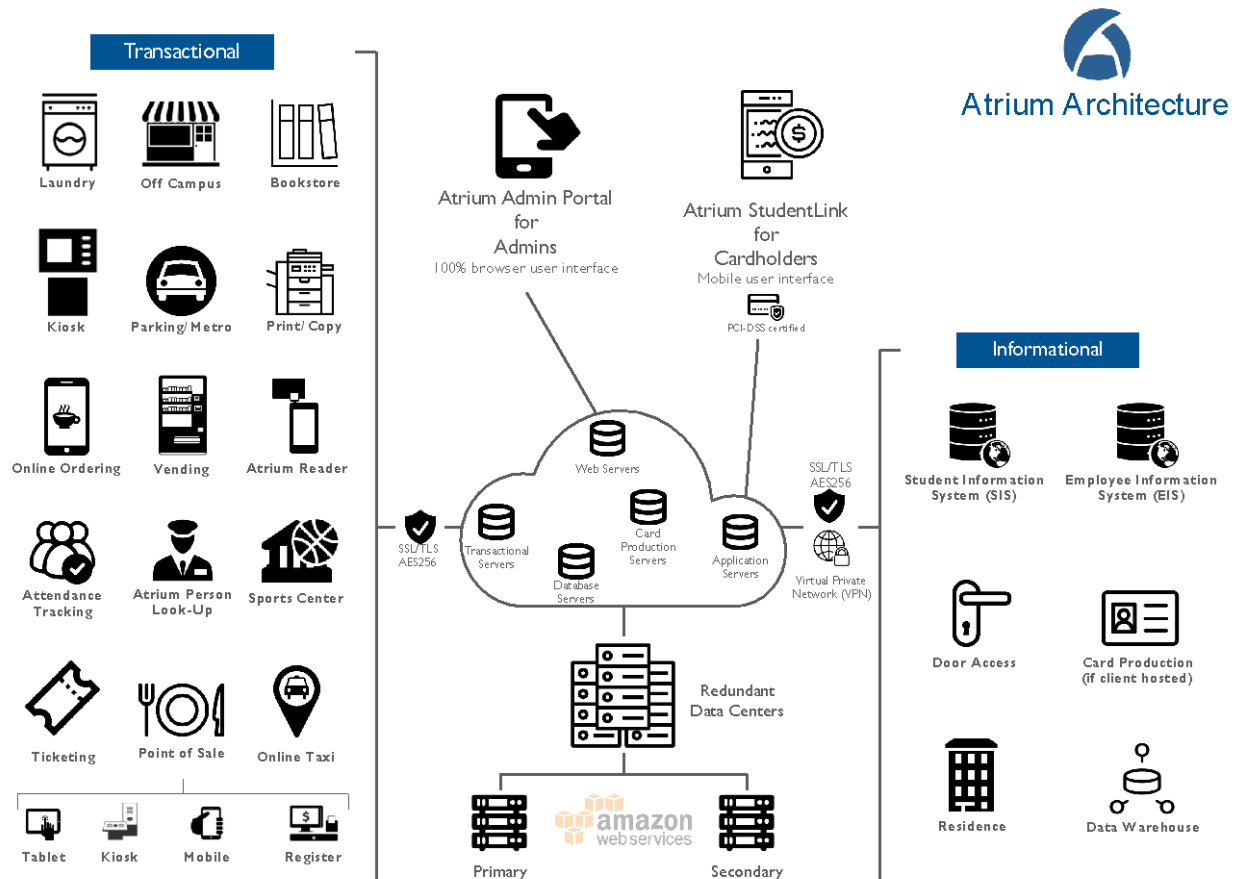 Transactional
Atrium Architecture
Laundry
Off Campus
Bookstore
Atrium Admin Portal
for
Admins
100% browser user interface
Atrium StudentLink
for
Cardholders
Mobile user interface
PCI-DSS certified
Kiosk
Parking/ Metro
Print/ Copy
Informational
Online Ordering
Vending
Atrium Reader
Web Servers
SSL/TLS
AES256
Student Information
System (SIS)
Employee Information
System (EIS)
SSL/TLS
AES256
Transactional
Servers
Card
Production
Servers
Application
Servers
Database
Servers
Virtual Private
Network (VPN)
Attendance
Tracking
Atrium Person
Look-Up
Sports Center
Door Access
Card Production
(if client hosted)
Redundant
Data Centers
Ticketing
Point of Sale
Online Taxi
amazon
webservices
Residence
Data Warehouse
Tablet
Kiosk
Mobile
$
Register
Primary
Secondary
$